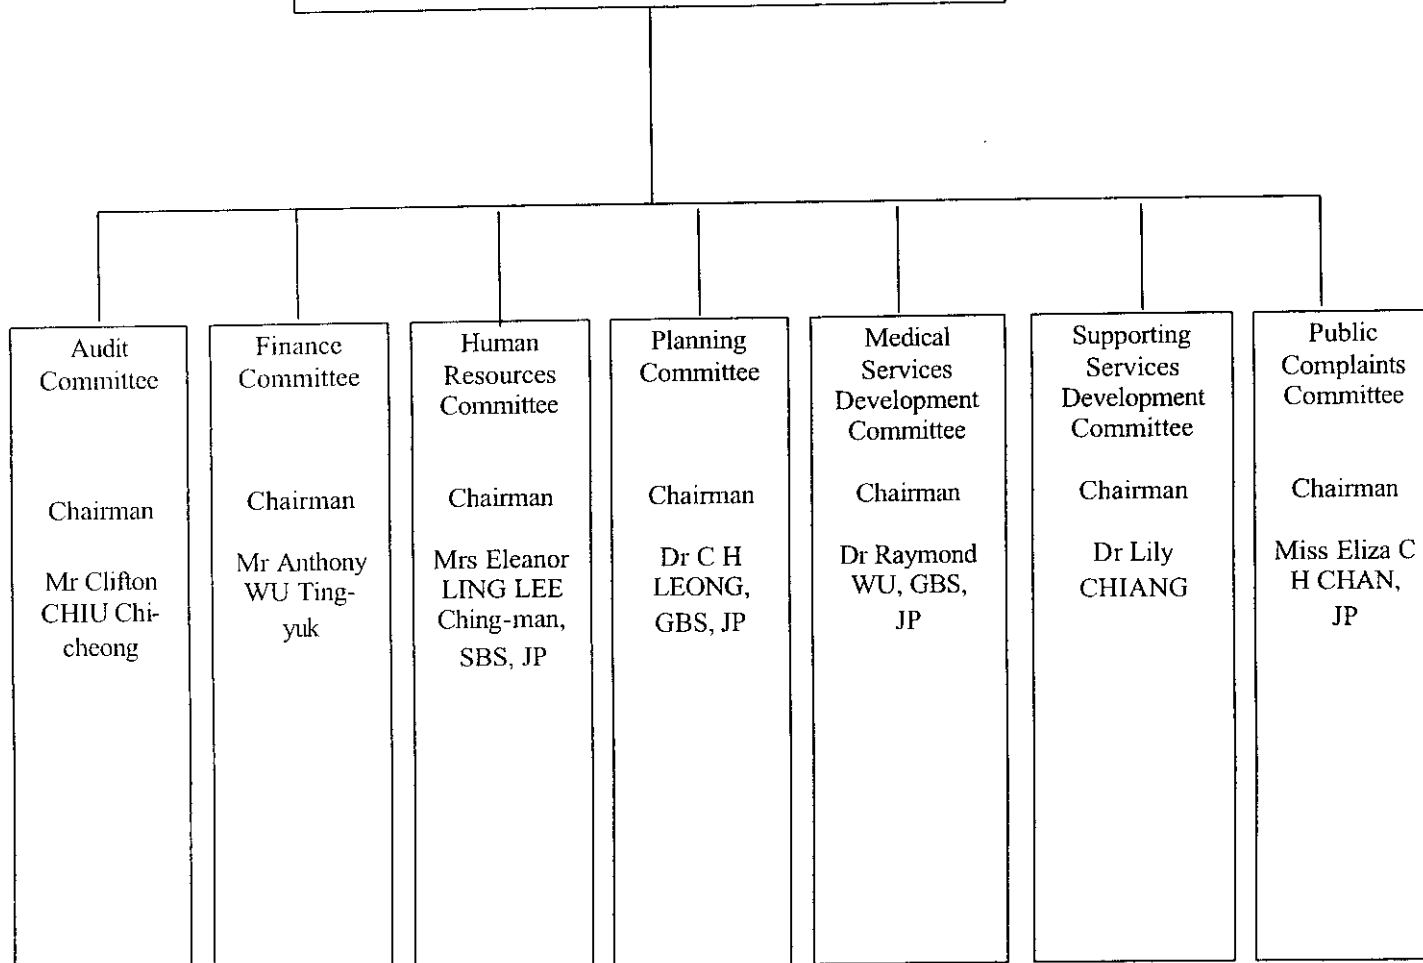 Audit
Committee
Chairman
Mr Clifton
CHIU Chi-
cheong
Finance
Committee
Chairman
Mr Anthony
WU Ting-
yuk
Human
Resources
Committee
Chairman
Mrs Eleanor
LING LEE
Ching-man,
SBS, JP
Planning
Committee
Chairman
Dr C H
LEONG,
GBS, JP
Medical
Services
Development
Committee
Chairman
Dr Raymond
WU, GBS,
JP
Supporting
Services
Development
Committee
Chairman
Dr Lily
CHIANG
Public
Complaints
Committee
Chairman
Miss Eliza C
H CHAN,
JP